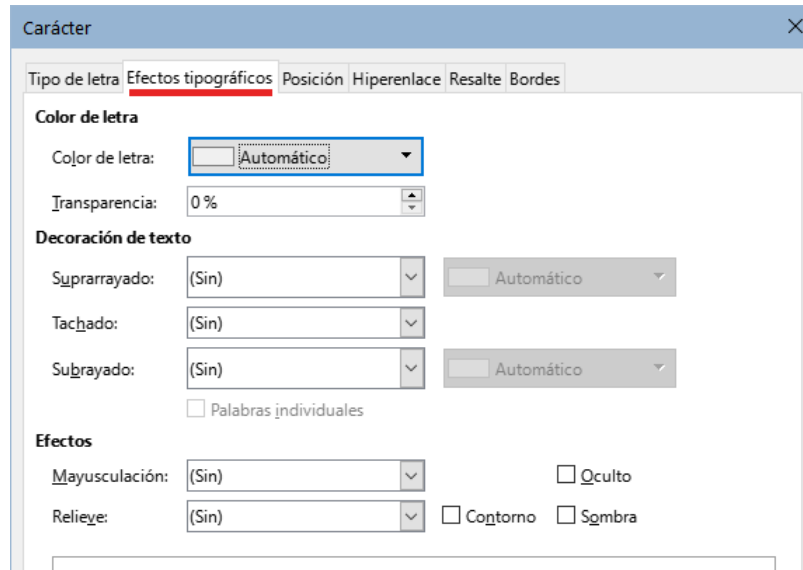 Carácter
Tipo de letra Efectos tipográficos Posición Hiperenlace Resalte Bordes
Color de letra
Color de letra: Automático
Transparencia: 0 %
Decoración de texto
Suprarrayado: (Sin) Automático
Tachado: (Sin)
Subrayado: (Sin) Automático
Palabras individuales
Efectos
Mayusculación: (Sin) Oculto
Relieve: (Sin) Contorno Sombra